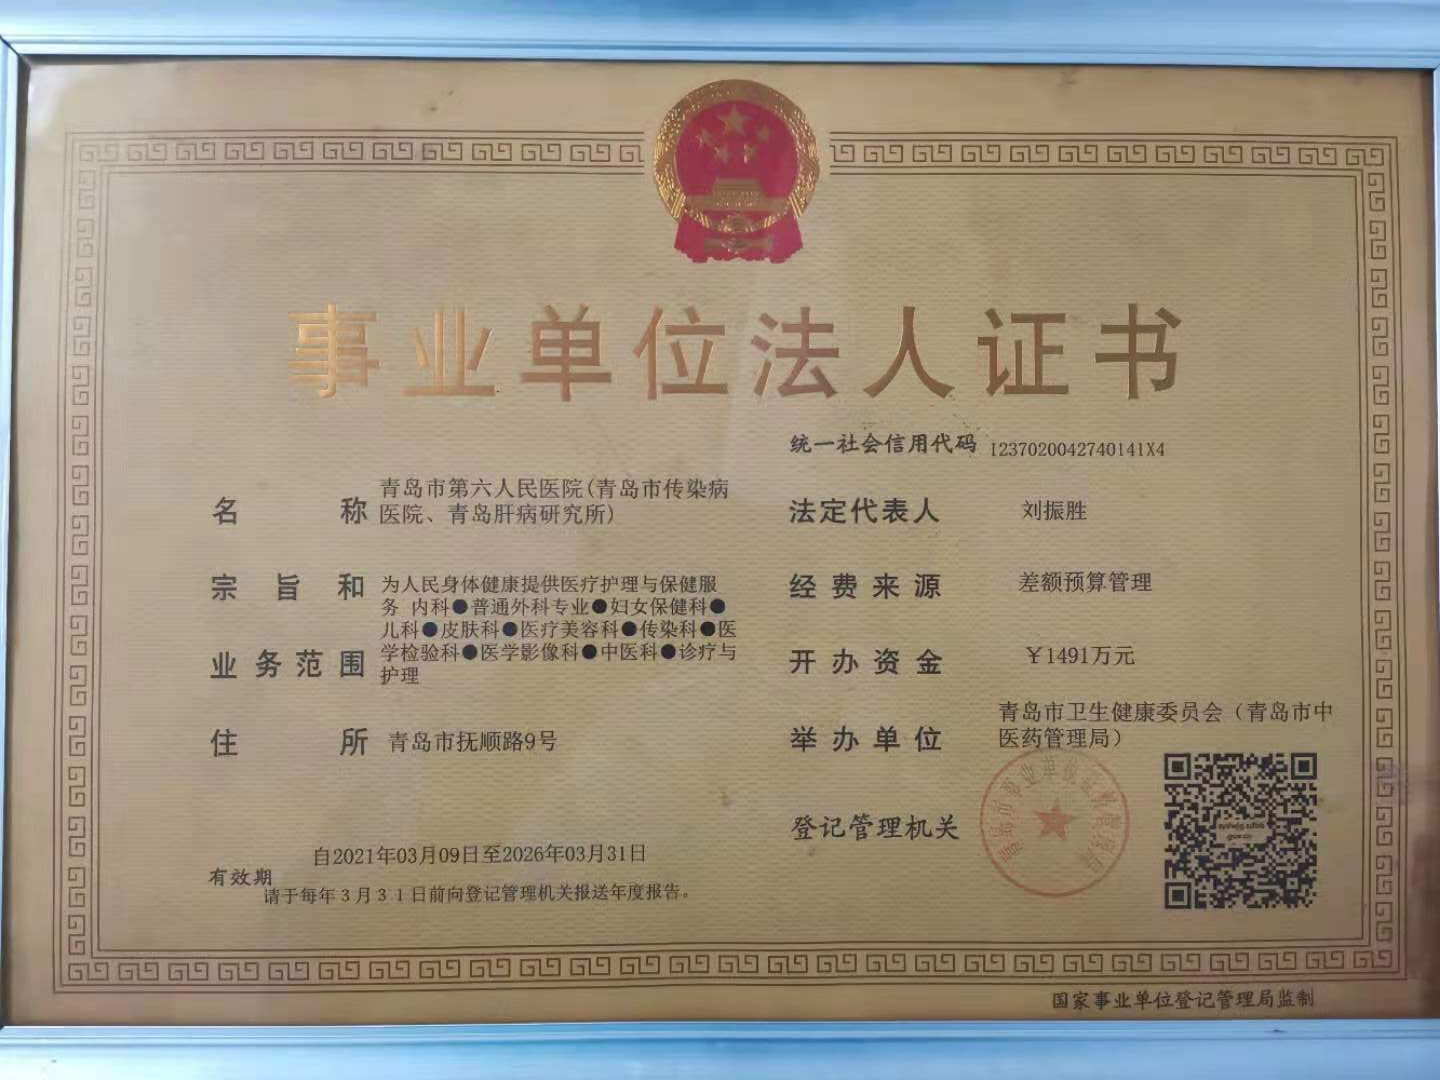 事业单位法人证书
统一社会信用代码 1237020042740141X4
名称 青岛市第六人民医院(青岛市传染病
医院、青岛肝病研究所)
法定代表人 刘振胜
宗旨和
业务范围
为人民身体健康提供医疗护理与保健服
务 内科●普通外科专业●妇女保健科●
儿科●皮肤科●医疗美容科●传染科●医
学检验科●医学影像科●中医科●诊疗与
护理
经费来源 差额预算管理
开办资金 ￥1491万元
住所 青岛市抚顺路9号
举办单位 青岛市卫生健康委员会（青岛市中
医药管理局）
登记管理机关
有效期 自2021年03月09日至2026年03月31日
请于每年3月31日前向登记管理机关报送年度报告。
国家事业单位登记管理局监制